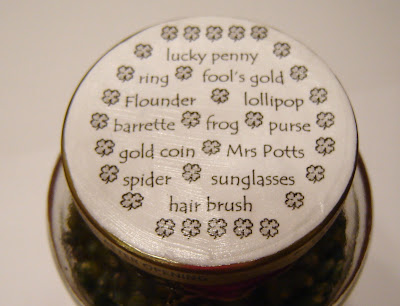 lucky penny
ring fool's gold
Flounder lollipop
barrette frog purse
gold coin Mrs Potts
spider sunglasses
hair brush